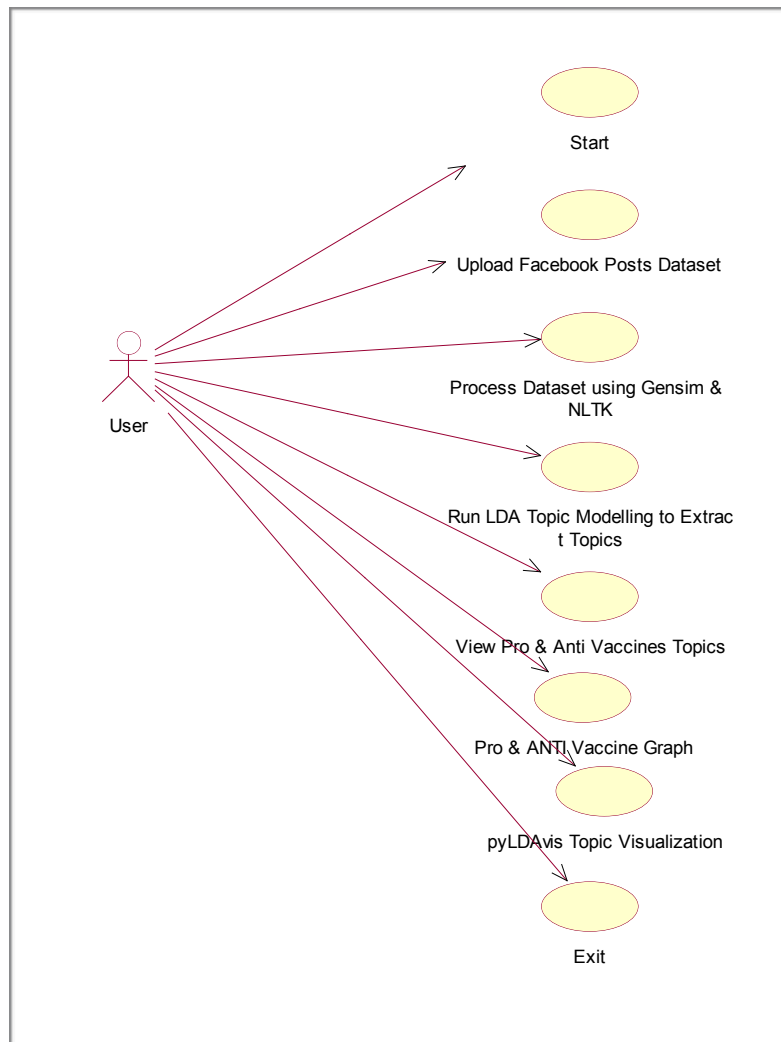 Start
Upload Facebook Posts Dataset
Process Dataset using Gensim &
NLTK
User
Run LDA Topic Modelling to Extrac
t Topics
View Pro & Anti Vaccines Topics
Pro & ANTI Vaccine Graph
pyLDAvis Topic Visualization
Exit